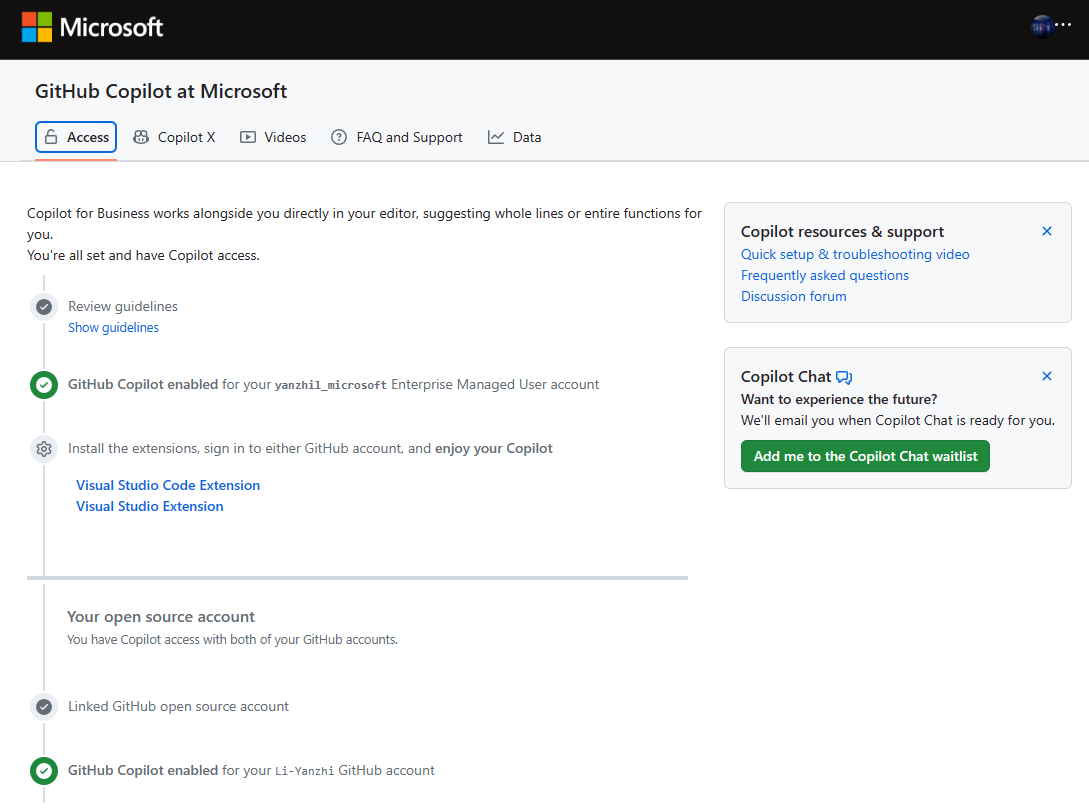 Microsoft
GitHub Copilot at Microsoft
Access
Copilot X
Videos
FAQ and Support
Data
Copilot for Business works alongside you directly in your editor, suggesting whole lines or entire functions for
you.
You're all set and have Copilot access.
Review guidelines
Show guidelines
GitHub Copilot enabled for your yanzhil_microsoft Enterprise Managed User account
Install the extensions, sign in to either GitHub account, and enjoy your Copilot
Visual Studio Code Extension
Visual Studio Extension
Your open source account
You have Copilot access with both of your GitHub accounts.
Linked GitHub open source account
GitHub Copilot enabled for your Li-Yanzhi GitHub account
Copilot resources & support
Quick setup & troubleshooting video
Frequently asked questions
Discussion forum
Copilot Chat
Want to experience the future?
We'll email you when Copilot Chat is ready for you.
Add me to the Copilot Chat waitlist